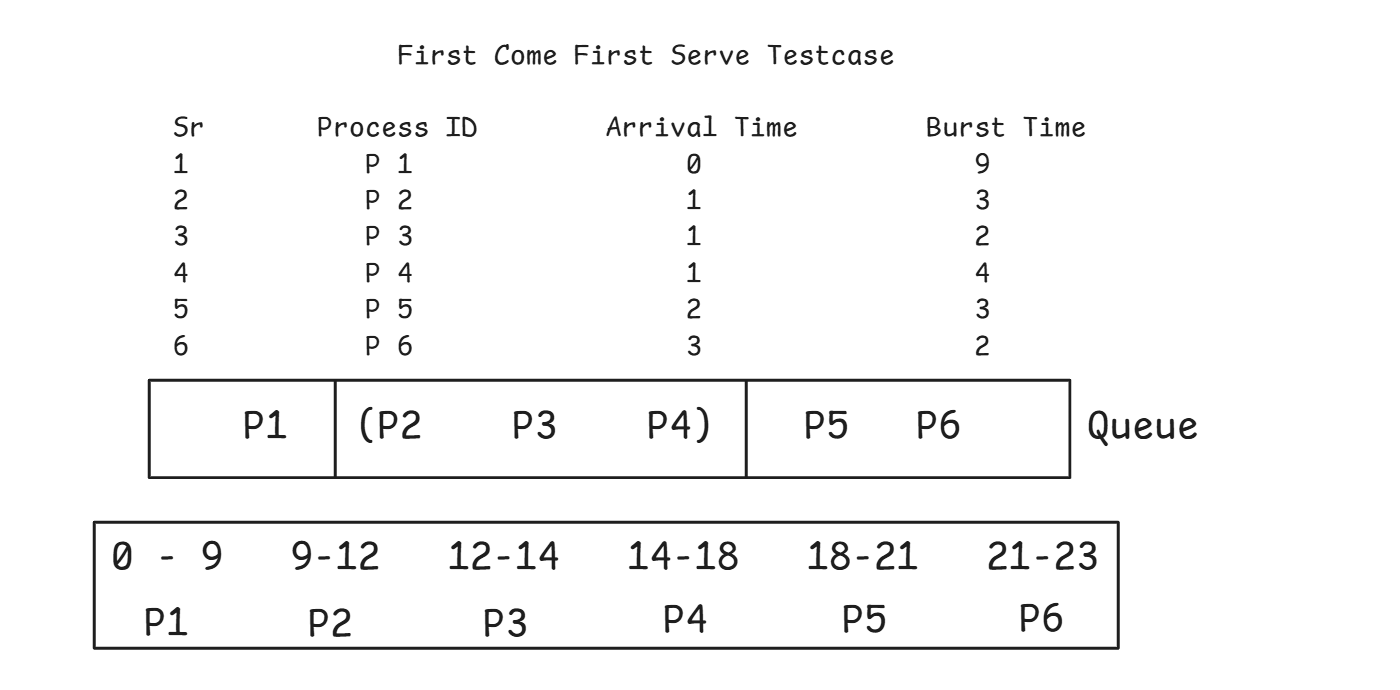 First Come First Serve Testcase
Sr Process ID Arrival Time Burst Time
1 P 1 0 9
2 P 2 1 3
3 P 3 1 2
4 P 4 1 4
5 P 5 2 3
6 P 6 3 2
P1 (P2 P3 P4) P5 P6 Queue
0 - 9 9-12 12-14 14-18 18-21 21-23
P1 P2 P3 P4 P5 P6